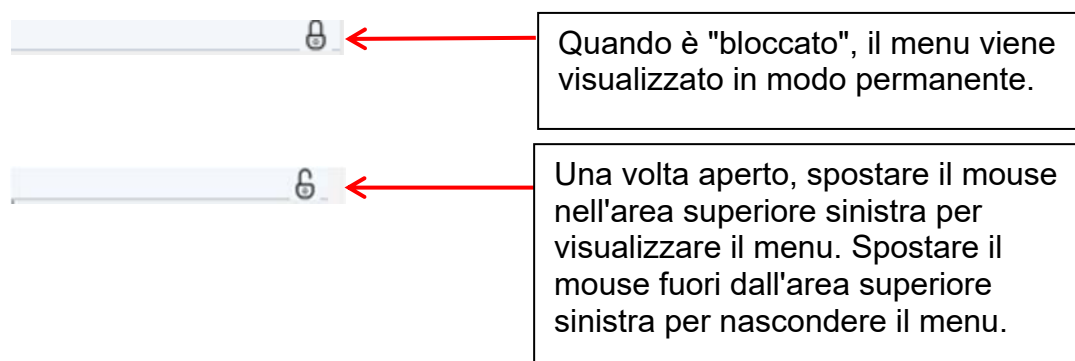 Quando è "bloccato", il menu viene
visualizzato in modo permanente.
Una volta aperto, spostare il mouse
nell'area superiore sinistra per
visualizzare il menu. Spostare il
mouse fuori dall'area superiore
sinistra per nascondere il menu.